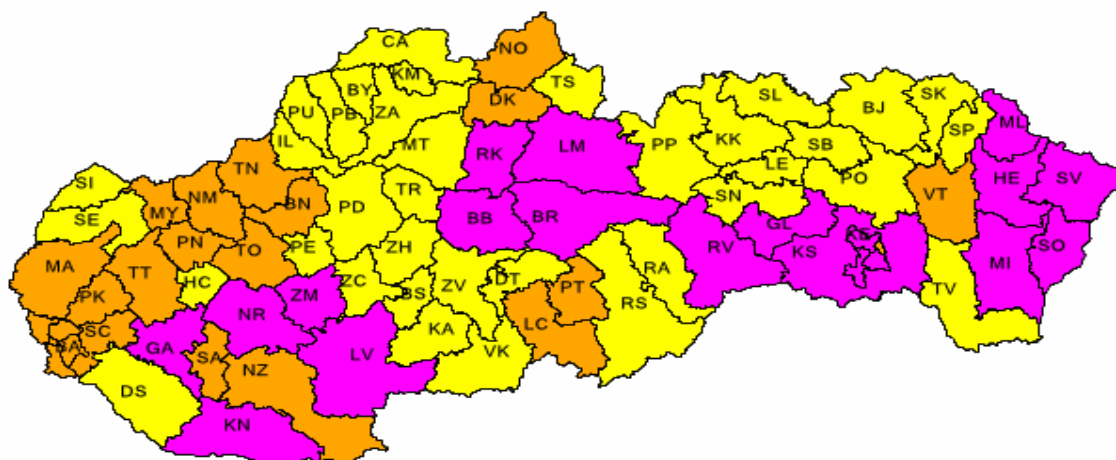 CA
NO
KM
TS
BY
DK
PU
PB
ZA
IL
MT
SL
BJ
SK
SP
ML
PP
KK
SB
LE
PO
SN
RK
LM
HE
SV
VT
TN
SI
SE
MY
NM
BN
PD
TR
BB
BR
RV
GL
KS
KE
MI
SO
TV
PN
TO
PE
ZH
MA
TT
HC
ZM
ZC
BS
ZV
DT
PT
RA
RS
PK
NR
KA
LC
SC
BA
GA
SA
NZ
LV
VK
DS
KN